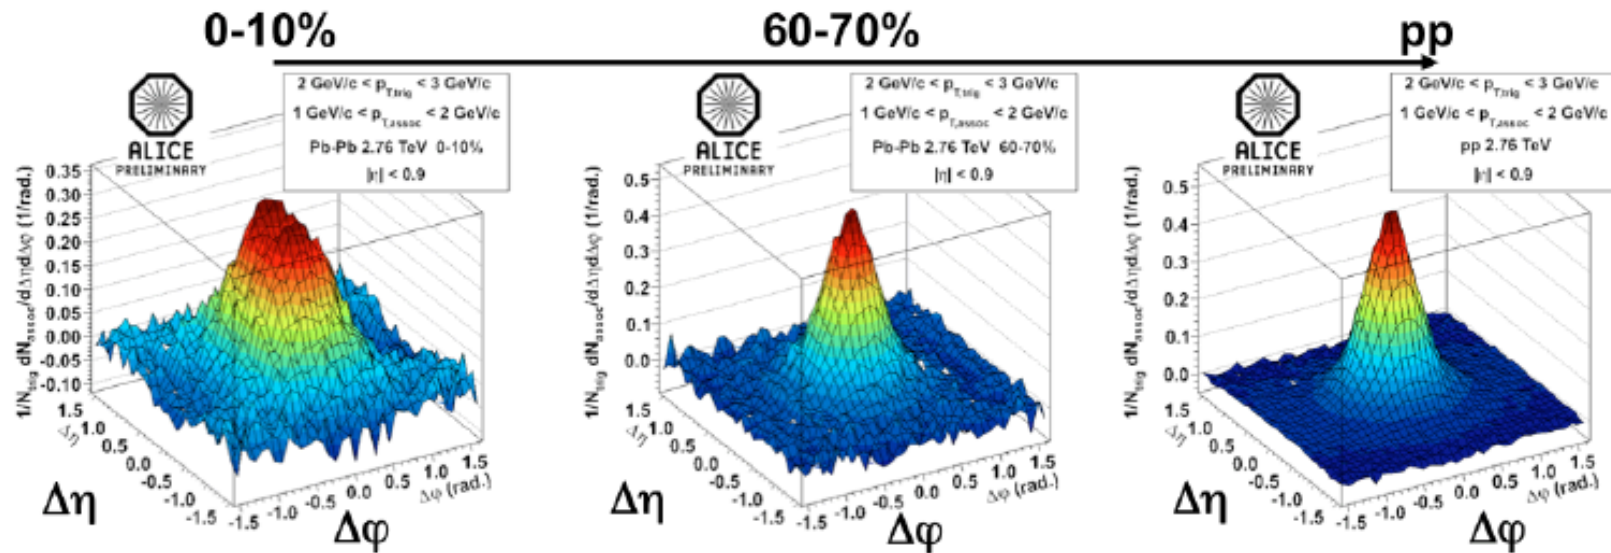 0-10%
60-70%
pp
ALICE
PRELIMINARY
2 GeV/c < p_T,trig < 3 GeV/c
1 GeV/c < p_T,assoc < 2 GeV/c
Pb-Pb 2.76 TeV 0-10%
|η| < 0.9
1/N_trig dN_assoc/dΔηdΔφ (1/rad.)
0.35
0.30
0.25
0.20
0.15
0.10
0.05
0.00
-0.05
-0.10
1.5
1.0
0.5
0.0
-0.5
-1.0
-1.5
Δη
-1.5
-1.0
-0.5
0.0
0.5
1.0
1.5
Δφ (rad.)
Δη
Δφ
ALICE
PRELIMINARY
2 GeV/c < p_T,trig < 3 GeV/c
1 GeV/c < p_T,assoc < 2 GeV/c
Pb-Pb 2.76 TeV 60-70%
|η| < 0.9
1/N_trig dN_assoc/dΔηdΔφ (1/rad.)
0.5
0.4
0.3
0.2
0.1
0.0
1.5
1.0
0.5
0.0
-0.5
-1.0
-1.5
Δη
-1.5
-1.0
-0.5
0.0
0.5
1.0
1.5
Δφ (rad.)
Δη
Δφ
ALICE
PRELIMINARY
2 GeV/c < p_T,trig < 3 GeV/c
1 GeV/c < p_T,assoc < 2 GeV/c
pp 2.76 TeV
|η| < 0.9
1/N_trig dN_assoc/dΔηdΔφ (1/rad.)
0.5
0.4
0.3
0.2
0.1
0.0
1.5
1.0
0.5
0.0
-0.5
-1.0
-1.5
Δη
-1.5
-1.0
-0.5
0.0
0.5
1.0
1.5
Δφ (rad.)
Δη
Δφ